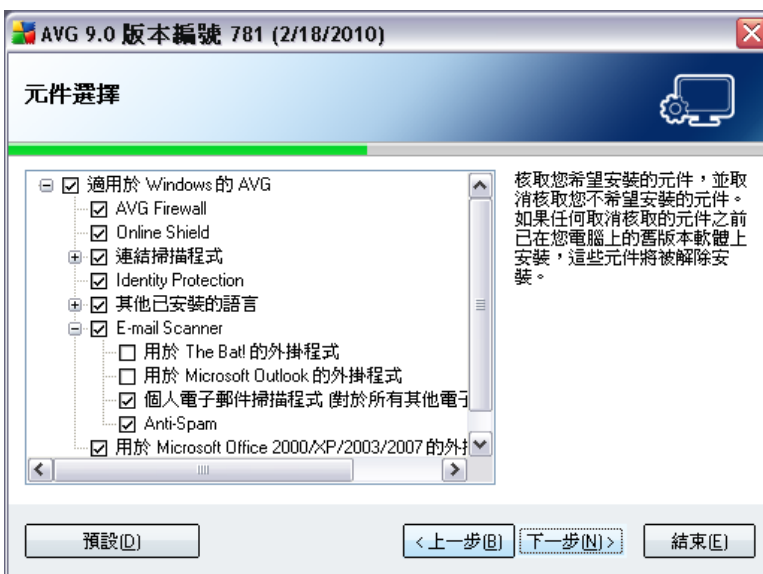 AVG 9.0 版本編號 781 (2/18/2010)
元件選擇
適用於 Windows 的 AVG
AVG Firewall
Online Shield
連結掃描程式
Identity Protection
其他已安裝的語言
E-mail Scanner
用於 The Bat! 的外掛程式
用於 Microsoft Outlook 的外掛程式
個人電子郵件掃描程式 (對於所有其他電子
Anti-Spam
用於 Microsoft Office 2000/XP/2003/2007 的外
核取您希望安裝的元件，並取
消核取您不希望安裝的元件。
如果任何取消核取的元件之前
已在您電腦上的舊版本軟體上
安裝，這些元件將被解除安
裝。
預設(D)
<上一步(B)
下一步(N)>
結束(E)